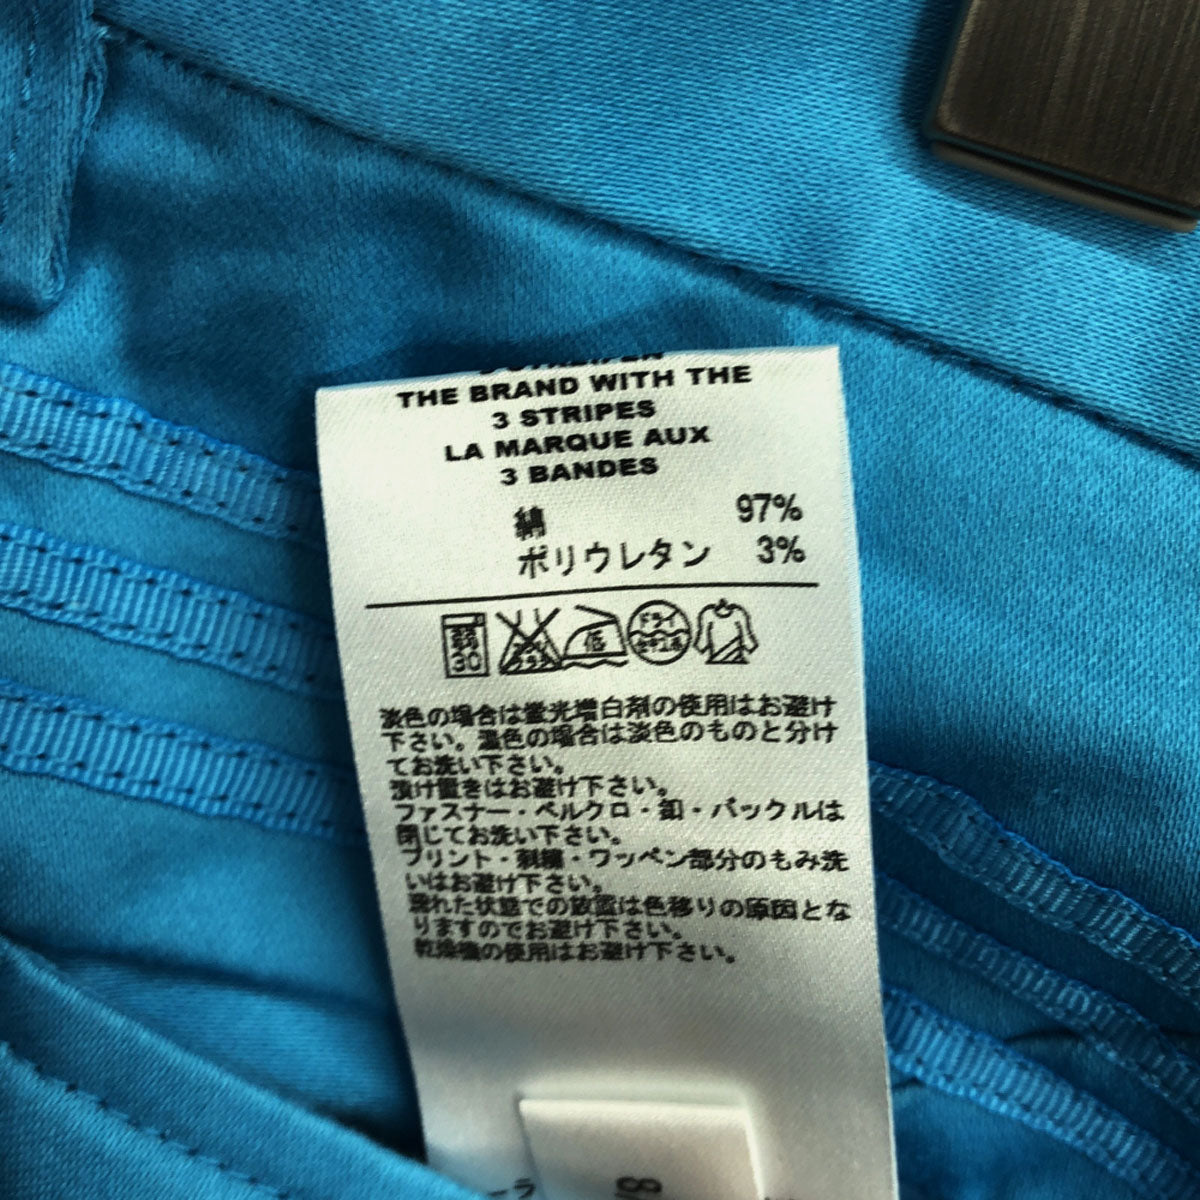 THE BRAND WITH THE
3 STRIPES
LA MARQUE AUX
3 BANDES
綿 97%
ポリウレタン 3%
弱
30
低
ドライ
淡色の場合は蛍光増白剤の使用はお避け
下さい。濃色の場合は淡色のものと分け
てお洗い下さい。
漬け置きはお避け下さい。
ファスナー・ベルクロ・釦・バックルは
閉じてお洗い下さい。
プリント・刺繍・ワッペン部分のもみ洗
いはお避け下さい。
濡れた状態での放置は色移りの原因とな
りますのでお避け下さい。
乾燥機の使用はお避け下さい。